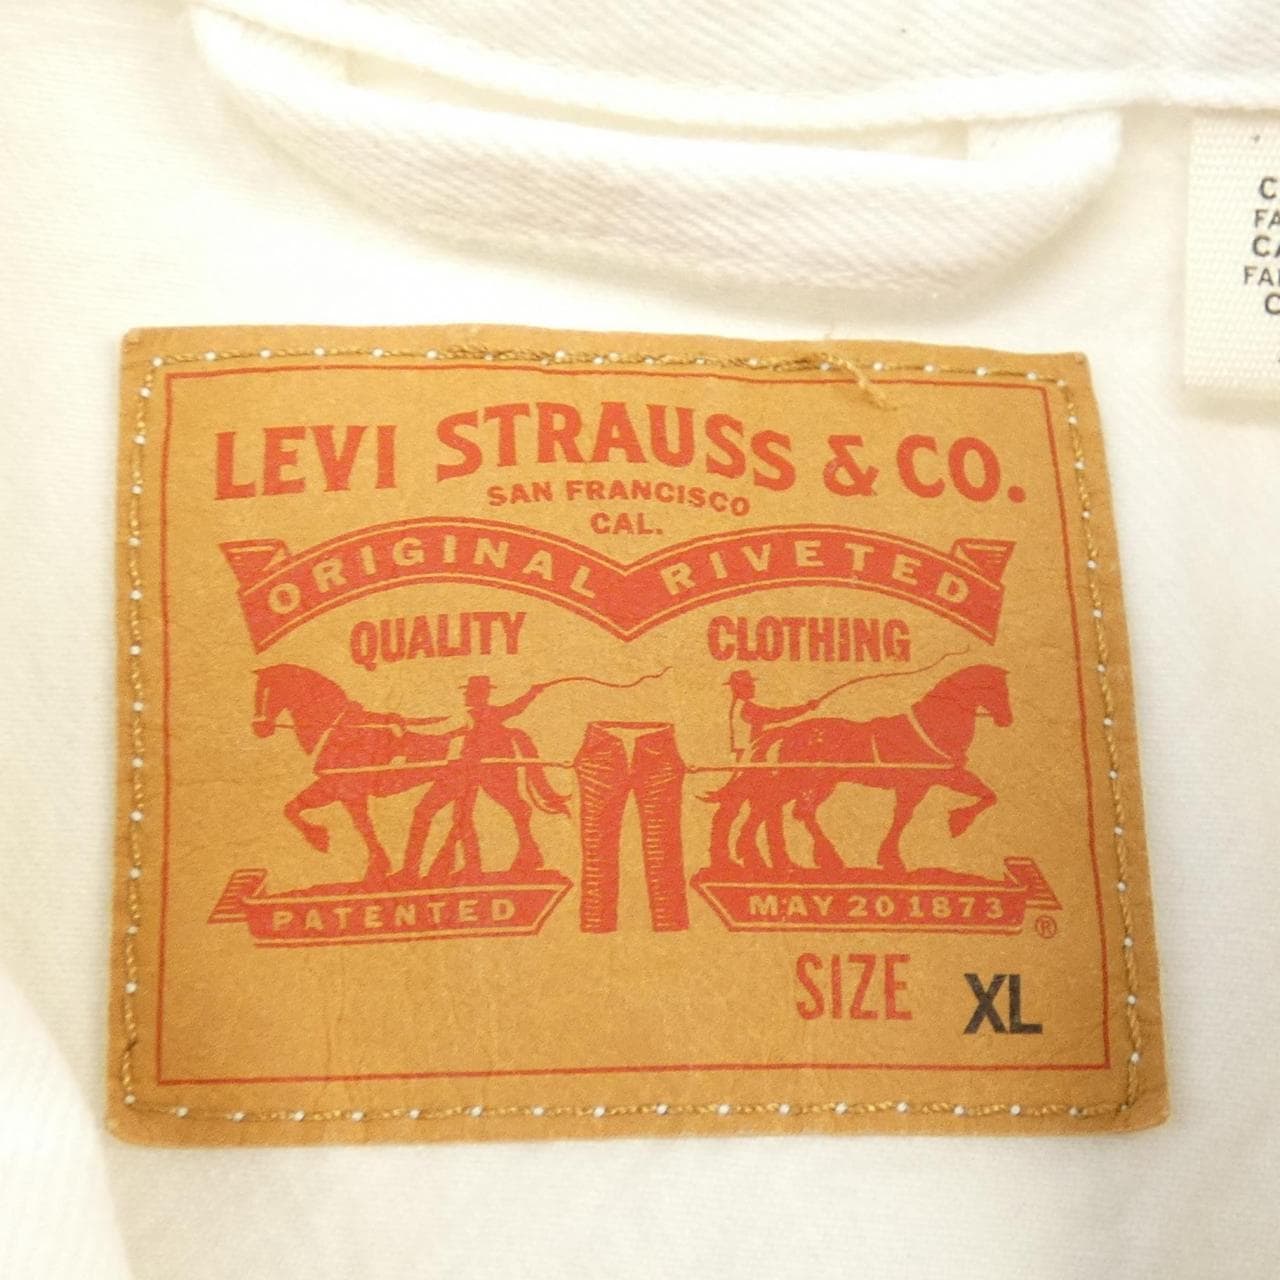 LEVI STRAUSS & CO.
SAN FRANCISCO
CAL.
ORIGINAL RIVETED
QUALITY CLOTHING
PATENTED MAY 20 1873 ®
SIZE XL